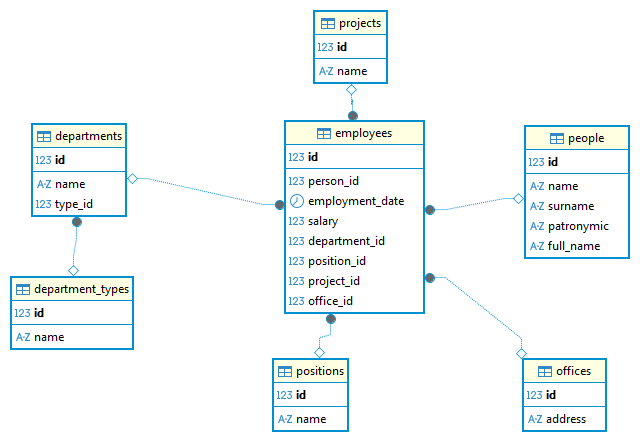 projects
123 id
A-Z name
departments
123 id
A-Z name
123 type_id
employees
123 id
123 person_id
employment_date
123 salary
123 department_id
123 position_id
123 project_id
123 office_id
people
123 id
A-Z name
A-Z surname
A-Z patronymic
A-Z full_name
department_types
123 id
A-Z name
positions
123 id
A-Z name
offices
123 id
A-Z address